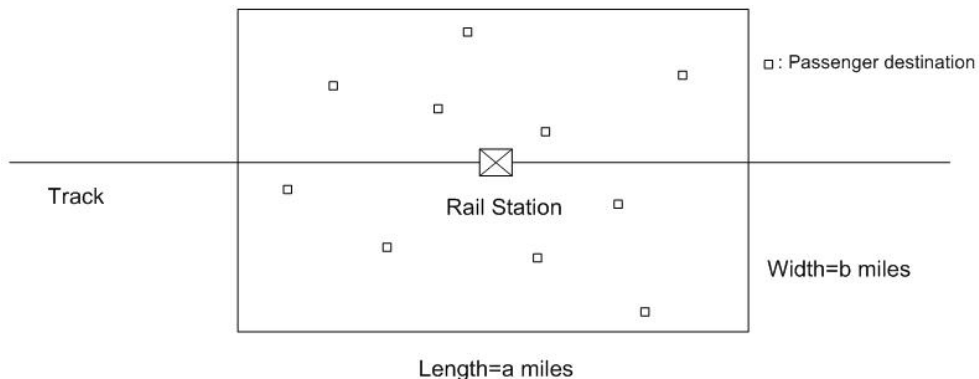 : Passenger destination
Track
Rail Station
Width=b miles
Length=a miles